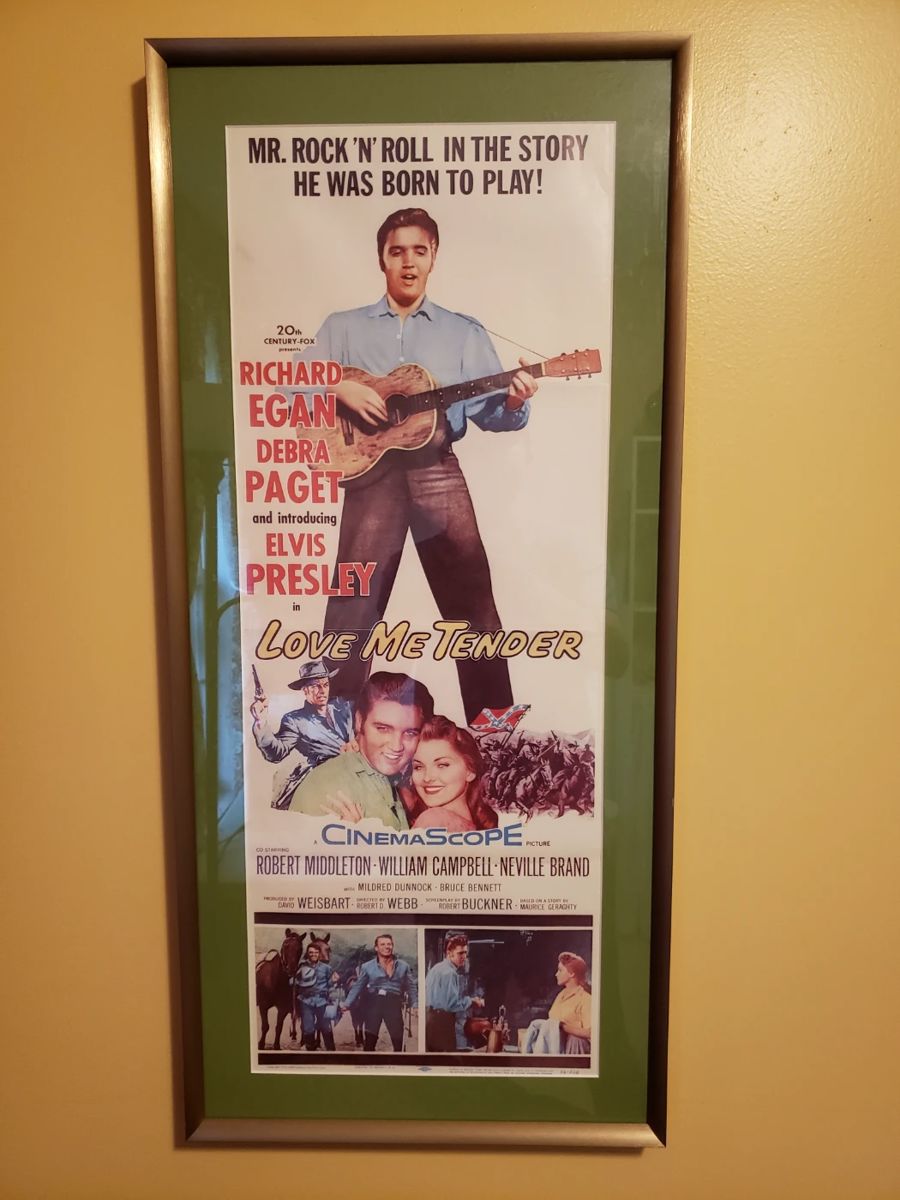 MR. ROCK 'N' ROLL IN THE STORY
HE WAS BORN TO PLAY!
20th
CENTURY-FOX
presents
RICHARD
EGAN
DEBRA
PAGET
and introducing
ELVIS
PRESLEY
in
LOVE ME TENDER
A CINEMASCOPE PICTURE
CO-STARRING
ROBERT MIDDLETON · WILLIAM CAMPBELL · NEVILLE BRAND
WITH MILDRED DUNNOCK · BRUCE BENNETT
PRODUCED BY DAVID WEISBART · DIRECTED BY ROBERT D. WEBB · SCREENPLAY BY ROBERT BUCKNER · BASED ON A STORY BY MAURICE GERAGHTY